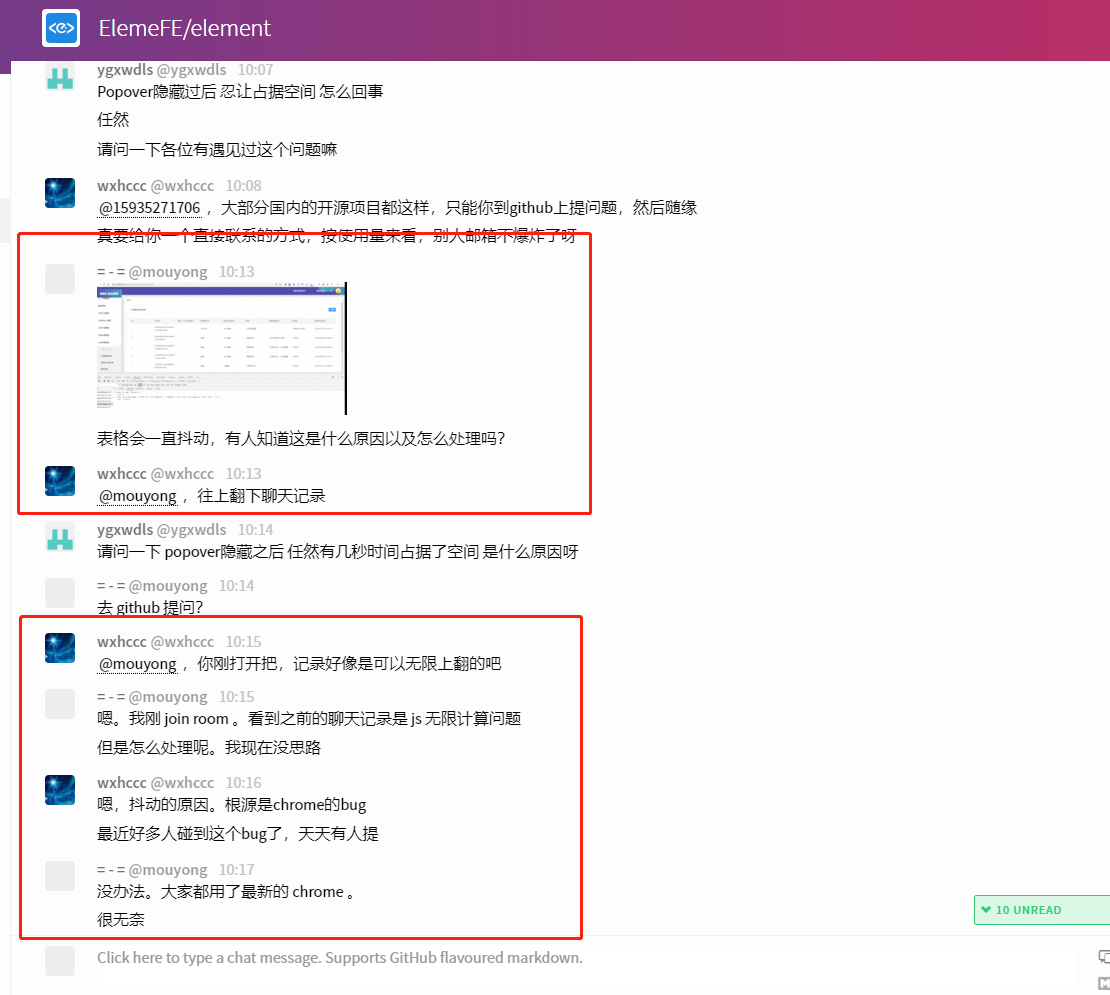 <e>
ElemeFE/element
ygxwdls @ygxwdls 10:07
Popover隐藏过后 忍让占据空间 怎么回事
任然
请问一下各位有遇见过这个问题嘛
wxhccc @wxhccc 10:08
@15935271706 ，大部分国内的开源项目都这样，只能你到github上提问题，然后随缘
真要给你一个直接联系的方式，按使用量来看，别人邮箱不爆炸了呀
= - = @mouyong 10:13
表格会一直抖动，有人知道这是什么原因以及怎么处理吗？
wxhccc @wxhccc 10:13
@mouyong ，往上翻下聊天记录
ygxwdls @ygxwdls 10:14
请问一下 popover隐藏之后 任然有几秒时间占据了空间 是什么原因呀
= - = @mouyong 10:14
去 github 提问？
wxhccc @wxhccc 10:15
@mouyong ，你刚打开把，记录好像是可以无限上翻的吧
= - = @mouyong 10:15
嗯。我刚 join room 。看到之前的聊天记录是 js 无限计算问题
但是怎么处理呢。我现在没思路
wxhccc @wxhccc 10:16
嗯，抖动的原因。根源是chrome的bug
最近好多人碰到这个bug了，天天有人提
= - = @mouyong 10:17
没办法。大家都用了最新的 chrome 。
很无奈
10 UNREAD
Click here to type a chat message. Supports GitHub flavoured markdown.